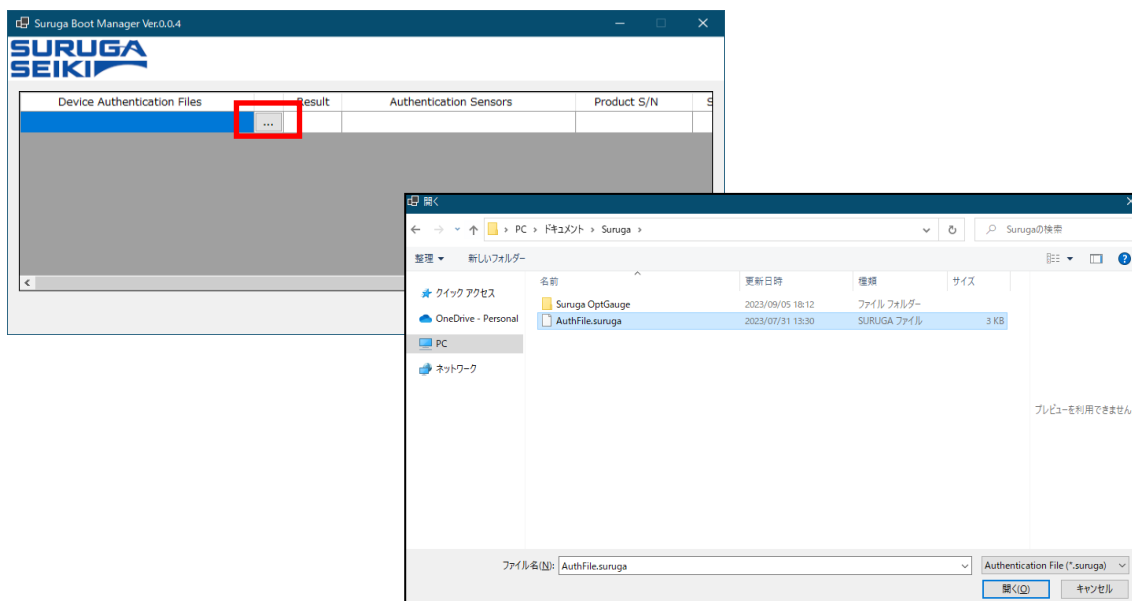 Suruga Boot Manager Ver.0.0.4
SURUGA
SEIKI
Device Authentication Files Result Authentication Sensors Product S/N S
...
開く
PC › ドキュメント › Suruga ›
Surugaの検索
整理 新しいフォルダー
名前 更新日時 種類 サイズ
クイック アクセス
OneDrive - Personal
PC
ネットワーク
Suruga OptGauge 2023/09/05 18:12 ファイル フォルダー
AuthFile.suruga 2023/07/31 13:30 SURUGA ファイル 3 KB
プレビューを利用できません
ファイル名(N): AuthFile.suruga Authentication File (*.suruga)
開く(O) キャンセル